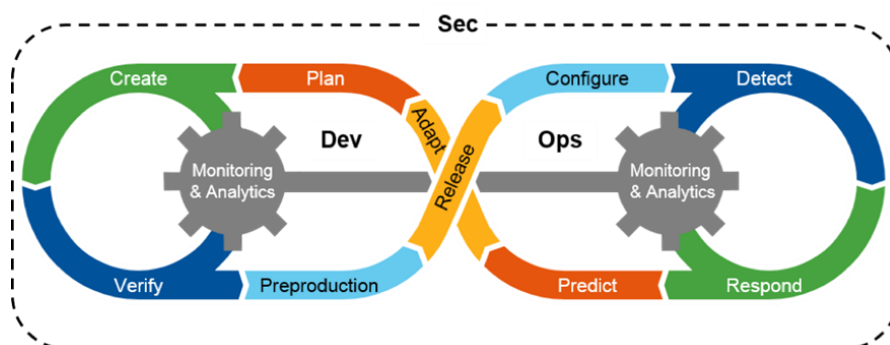 Sec
Create
Plan
Configure
Detect
Adapt
Dev
Ops
Release
Monitoring
& Analytics
Monitoring
& Analytics
Verify
Preproduction
Predict
Respond